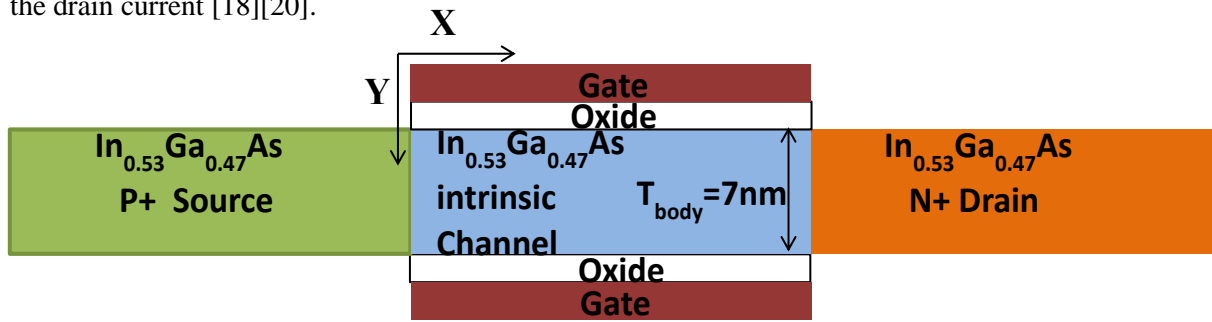 the drain current [18][20].
X
Y
Gate
Oxide
In0.53Ga0.47As
P+ Source
In0.53Ga0.47As
intrinsic
Channel
Tbody=7nm
In0.53Ga0.47As
N+ Drain
Oxide
Gate